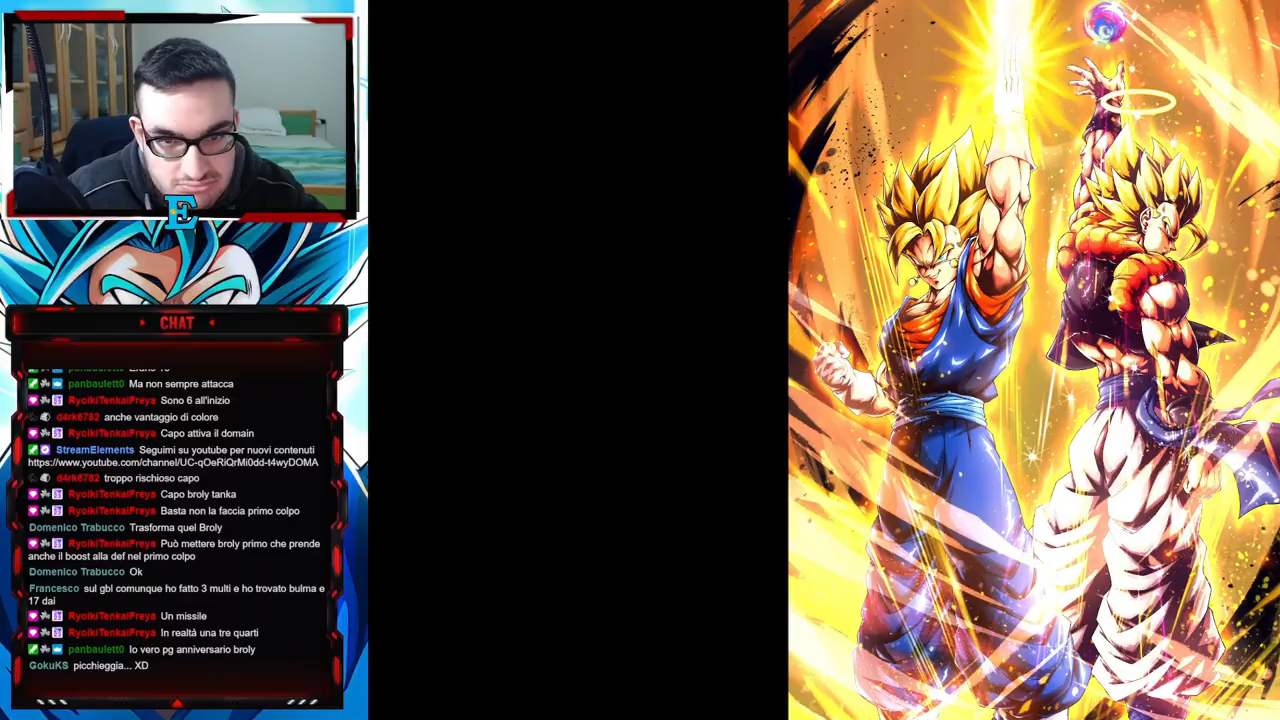 E
CHAT
panbaulett0 Ma non sempre attacca
RyoikiTenkaiFreya Sono 6 all'inizio
d4rk6782 anche vantaggio di colore
RyoikiTenkaiFreya Capo attiva il domain
StreamElements Seguimi su youtube per nuovi contenuti
https://www.youtube.com/channel/UC-qOeRiQrMi0dd-t4wyDOMA
d4rk6782 troppo rischioso capo
RyoikiTenkaiFreya Capo broly tanka
RyoikiTenkaiFreya Basta non la faccia primo colpo
Domenico Trabucco Trasforma quel Broly
RyoikiTenkaiFreya Può mettere broly primo che prende
anche il boost alla def nel primo colpo
Domenico Trabucco Ok
Francesco sul gbl comunque ho fatto 3 multi e ho trovato bulma e
17 dai
RyoikiTenkaiFreya Un missile
RyoikiTenkaiFreya In realtà una tre quarti
panbaulett0 lo vero pg anniversario broly
GokuKS picchieggia... XD